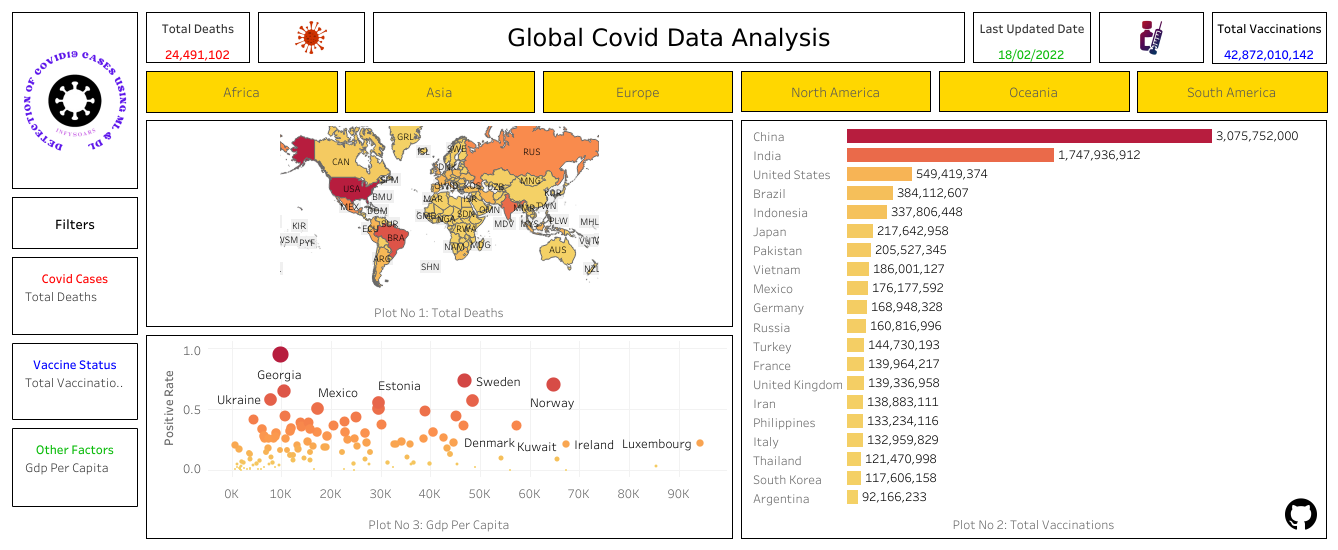 DETECTION OF COVID19 CASES USING ML & DL
INFYSOARS
Total Deaths
24,491,102
Global Covid Data Analysis
Last Updated Date
18/02/2022
Total Vaccinations
42,872,010,142
Africa
Asia
Europe
North America
Oceania
South America
Filters
Covid Cases
Total Deaths
Vaccine Status
Total Vaccinatio..
Other Factors
Gdp Per Capita
GRL
ISL
SWE
RUS
CAN
USA
SPM
BMU
MEX
DOM
MNG
KOR
UZB
MAR
ISR
OMN
TWN
MMR
SDN
MDV
MYS
PLW
MHL
KIR
WSM
PYF
ECU
SUR
BRA
RWA
NAM
MDG
ARG
AUS
SHN
NZL
Plot No 1: Total Deaths
Positive Rate
1.0
0.5
0.0
Georgia
Ukraine
Mexico
Estonia
Sweden
Norway
Denmark
Kuwait
Ireland
Luxembourg
0K
10K
20K
30K
40K
50K
60K
70K
80K
90K
Plot No 3: Gdp Per Capita
China 3,075,752,000
India 1,747,936,912
United States 549,419,374
Brazil 384,112,607
Indonesia 337,806,448
Japan 217,642,958
Pakistan 205,527,345
Vietnam 186,001,127
Mexico 176,177,592
Germany 168,948,328
Russia 160,816,996
Turkey 144,730,193
France 139,964,217
United Kingdom 139,336,958
Iran 138,883,111
Philippines 133,234,116
Italy 132,959,829
Thailand 121,470,998
South Korea 117,606,158
Argentina 92,166,233
Plot No 2: Total Vaccinations